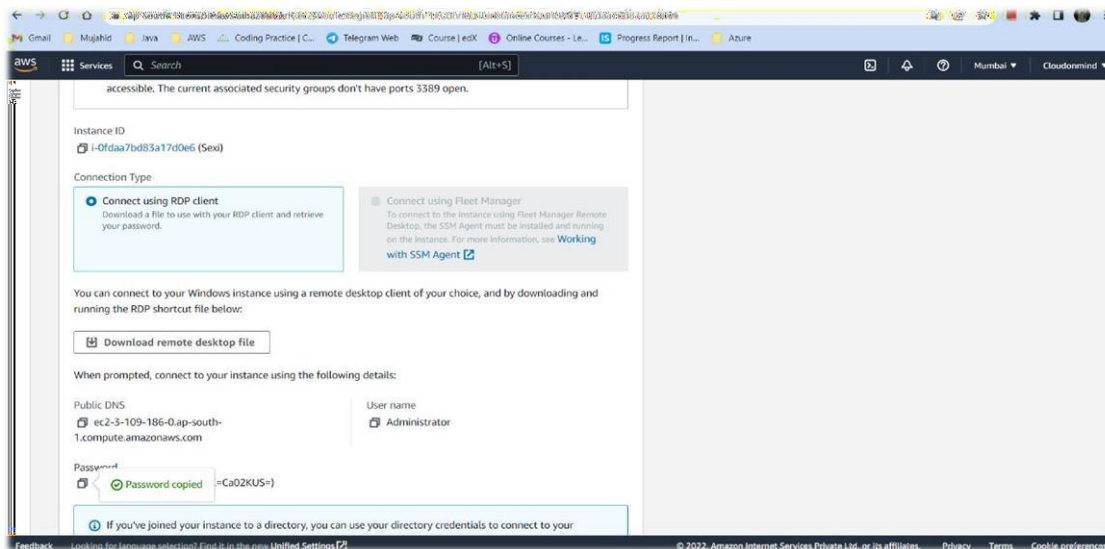 Gmail Mujahid Java AWS Coding Practice | C... Telegram Web Course | edX Online Courses - Le... Progress Report | In... Azure
aws Services Search [Alt+S] Mumbai Cloudonmind
accessible. The current associated security groups don't have ports 3389 open.
Instance ID
i-0fdaa7bd83a17d0e6 (Sexi)
Connection Type
Connect using RDP client
Download a file to use with your RDP client and retrieve
your password.
Connect using Fleet Manager
To connect to the instance using Fleet Manager Remote
Desktop, the SSM Agent must be installed and running
on the instance. For more information, see Working
with SSM Agent
You can connect to your Windows instance using a remote desktop client of your choice, and by downloading and
running the RDP shortcut file below:
Download remote desktop file
When prompted, connect to your instance using the following details:
Public DNS
ec2-3-109-186-0.ap-south-
1.compute.amazonaws.com
User name
Administrator
Password
Password copied =Ca02KUS=)
If you've joined your instance to a directory, you can use your directory credentials to connect to your
Feedback Looking for language selection? Find it in the new Unified Settings © 2022, Amazon Internet Services Private Ltd. or its affiliates. Privacy Terms Cookie preferences